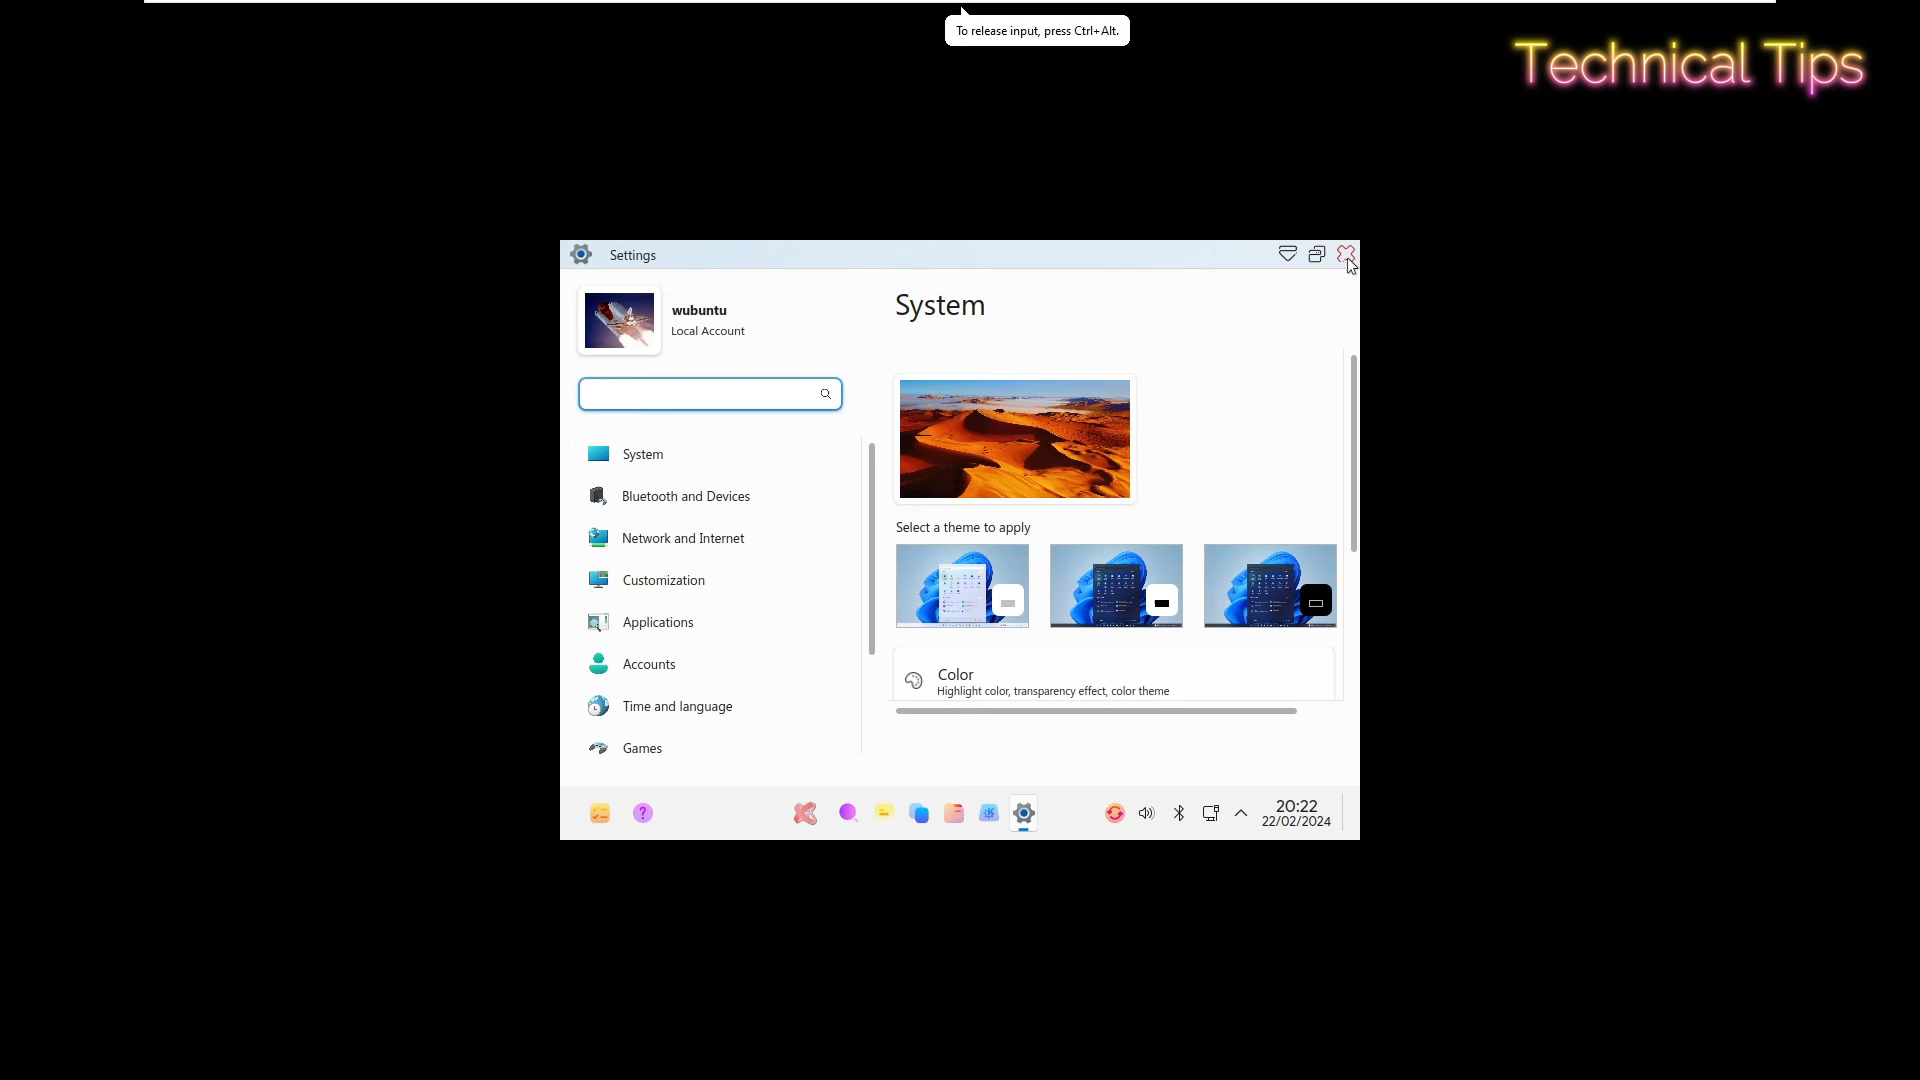 To release input, press Ctrl+Alt.
Technical Tips
Settings
wubuntu
Local Account
System
System
Bluetooth and Devices
Network and Internet
Customization
Applications
Accounts
Time and language
Games
Select a theme to apply
Color
Highlight color, transparency effect, color theme
20:22
22/02/2024